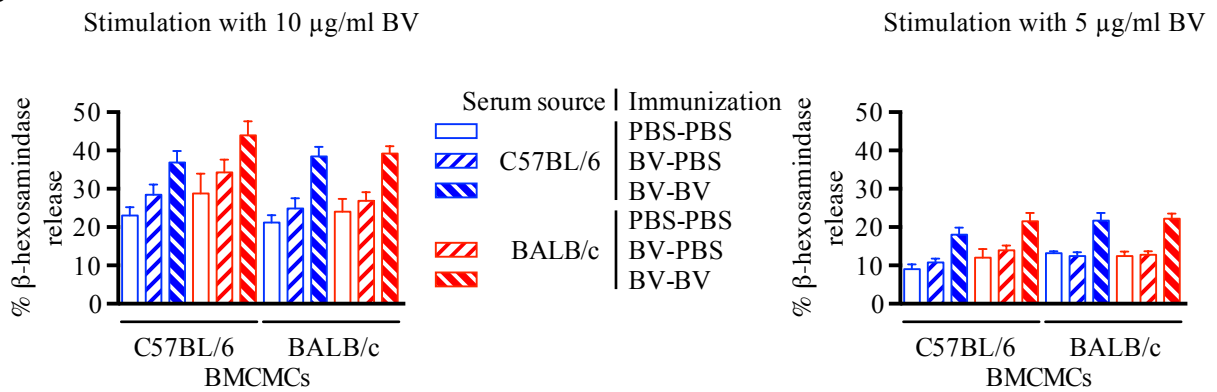 Stimulation with 10 µg/ml BV
% β-hexosamindase
release
50
40
30
20
10
0
C57BL/6
BALB/c
BMCMCs
Serum source
Immunization
C57BL/6
PBS-PBS
BV-PBS
BV-BV
BALB/c
PBS-PBS
BV-PBS
BV-BV
Stimulation with 5 µg/ml BV
% β-hexosamindase
release
50
40
30
20
10
0
C57BL/6
BALB/c
BMCMCs